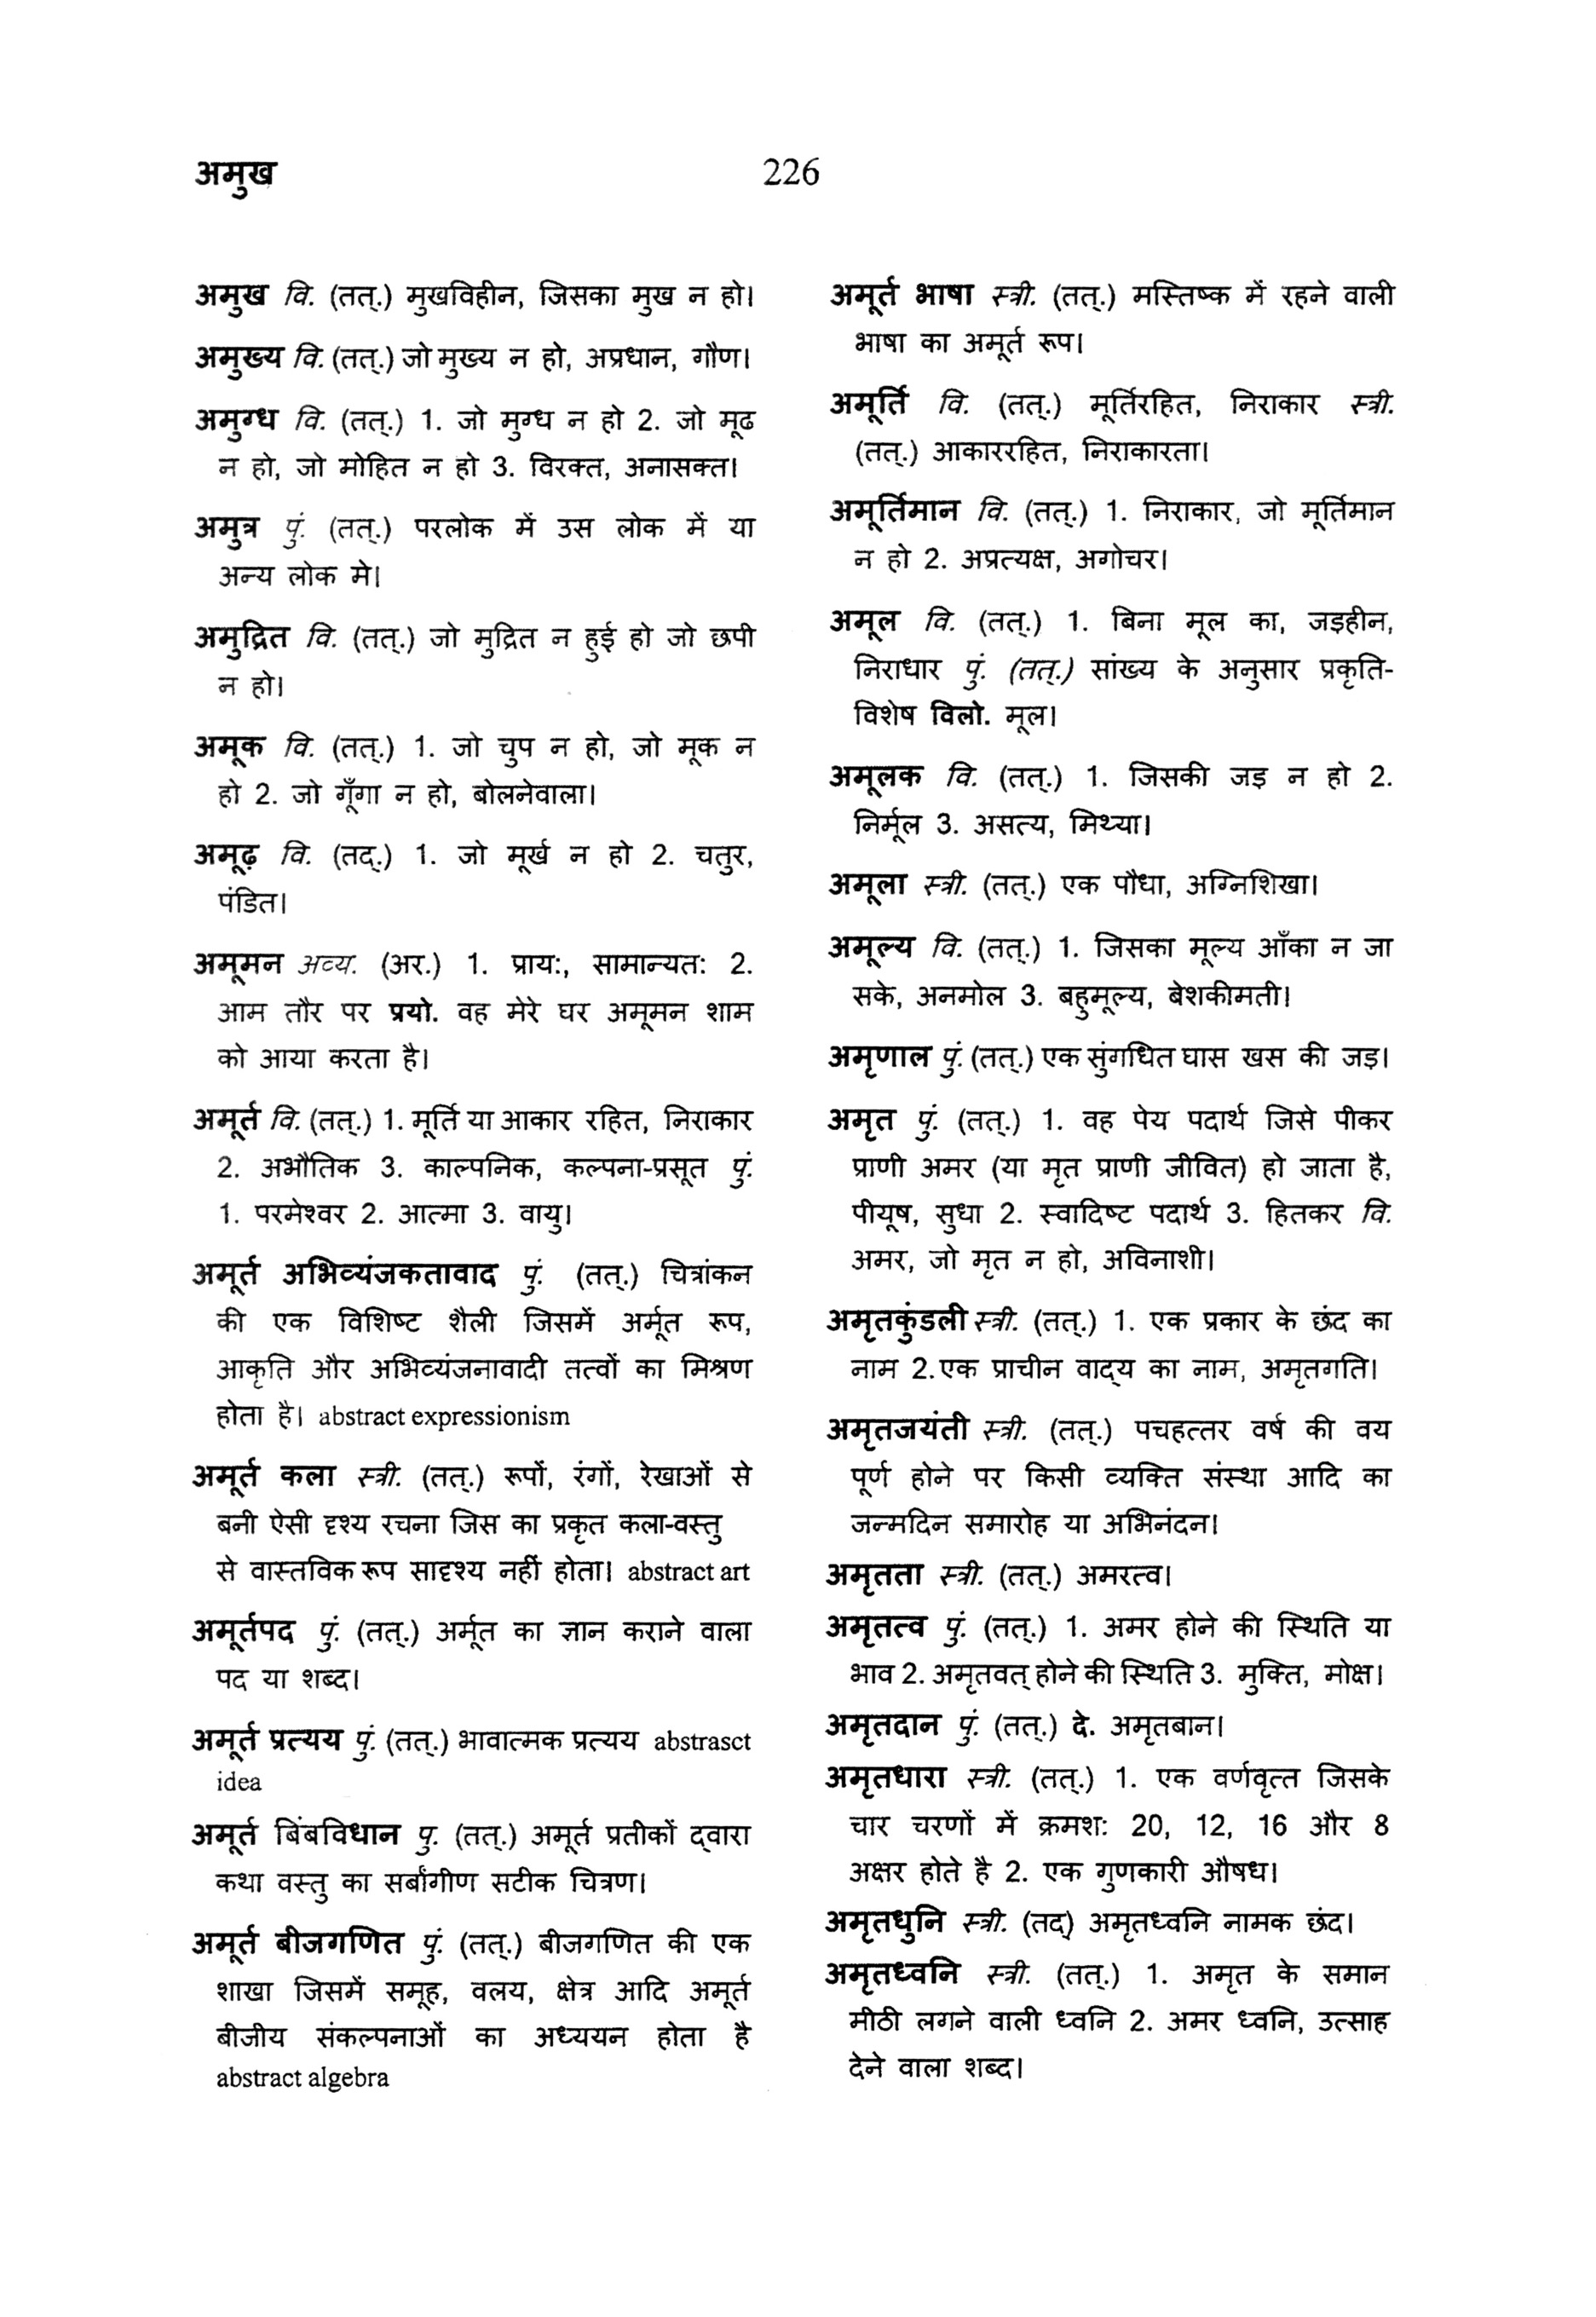 अमुख
226
अमुख वि. (तत्.) मुखविहीन, जिसका मुख न हो।
अमुख्य वि. (तत्.) जो मुख्य न हो, अप्रधान, गौण।
अमुग्ध वि. (तत्.) 1. जो मुग्ध न हो 2. जो मूढ
न हो, जो मोहित न हो 3. विरक्त, अनासक्त।
अमुत्र पुं. (तत्.) परलोक में उस लोक में या
अन्य लोक मे।
अमुद्रित वि. (तत्.) जो मुद्रित न हुई हो जो छपी
न हो।
अमूक वि. (तत्.) 1. जो चुप न हो, जो मूक न
हो 2. जो गूँगा न हो, बोलनेवाला।
अमूढ़ वि. (तद्.) 1. जो मूर्ख न हो 2. चतुर,
पंडित।
अमूमन अव्य. (अर.) 1. प्राय:, सामान्यत: 2.
आम तौर पर प्रयो. वह मेरे घर अमूमन शाम
को आया करता है।
अमूर्त वि. (तत्.) 1. मूर्ति या आकार रहित, निराकार
2. अभौतिक 3. काल्पनिक, कल्पना-प्रसूत पुं.
1. परमेश्वर 2. आत्मा 3. वायु।
अमूर्त अभिव्यंजकतावाद पुं. (तत्.) चित्रांकन
की एक विशिष्ट शैली जिसमें अर्मूत रूप,
आकृति और अभिव्यंजनावादी तत्वों का मिश्रण
होता है। abstract expressionism
अमूर्त कला स्त्री. (तत्.) रूपों, रंगों, रेखाओं से
बनी ऐसी दृश्य रचना जिस का प्रकृत कला-वस्तु
से वास्तविक रूप सादृश्य नहीं होता। abstract art
अमूर्तपद पुं. (तत्.) अर्मूत का ज्ञान कराने वाला
पद या शब्द।
अमूर्त प्रत्यय पुं. (तत्.) भावात्मक प्रत्यय abstrasct
idea
अमूर्त बिंबविधान पु. (तत्.) अमूर्त प्रतीकों द्‌वारा
कथा वस्तु का सर्बांगीण सटीक चित्रण।
अमूर्त बीजगणित पुं. (तत्.) बीजगणित की एक
शाखा जिसमें समूह, वलय, क्षेत्र आदि अमूर्त
बीजीय संकल्पनाओं का अध्ययन होता है
abstract algebra
अमूर्त भाषा स्त्री. (तत्.) मस्तिष्क में रहने वाली
भाषा का अमूर्त रूप।
अमूर्ति वि. (तत्.) मूर्तिरहित, निराकार स्त्री.
(तत्.) आकाररहित, निराकारता।
अमूर्तिमान वि. (तत्.) 1. निराकार, जो मूर्तिमान
न हो 2. अप्रत्यक्ष, अगोचर।
अमूल वि. (तत्.) 1. बिना मूल का, जड़हीन,
निराधार पुं. (तत्.) सांख्य के अनुसार प्रकृति-
विशेष विलो. मूल।
अमूलक वि. (तत्.) 1. जिसकी जड़ न हो 2.
निर्मूल 3. असत्य, मिथ्या।
अमूला स्त्री. (तत्.) एक पौधा, अग्निशिखा।
अमूल्य वि. (तत्.) 1. जिसका मूल्य आँका न जा
सके, अनमोल 3. बहुमूल्य, बेशकीमती।
अमृणाल पुं. (तत्.) एक सुंगधित घास खस की जड़।
अमृत पुं. (तत्.) 1. वह पेय पदार्थ जिसे पीकर
प्राणी अमर (या मृत प्राणी जीवित) हो जाता है,
पीयूष, सुधा 2. स्वादिष्ट पदार्थ 3. हितकर वि.
अमर, जो मृत न हो, अविनाशी।
अमृतकुंडली स्त्री. (तत्.) 1. एक प्रकार के छंद का
नाम 2. एक प्राचीन वाद्‌य का नाम, अमृतगति।
अमृतजयंती स्त्री. (तत्.) पचहत्तर वर्ष की वय
पूर्ण होने पर किसी व्यक्ति संस्था आदि का
जन्मदिन समारोह या अभिनंदन।
अमृतता स्त्री. (तत्.) अमरत्व।
अमृतत्व पुं. (तत्.) 1. अमर होने की स्थिति या
भाव 2. अमृतवत् होने की स्थिति 3. मुक्ति, मोक्ष।
अमृतदान पुं. (तत्.) दे. अमृतबान।
अमृतधारा स्त्री. (तत्.) 1. एक वर्णवृत्त जिसके
चार चरणों में क्रमश: 20, 12, 16 और 8
अक्षर होते है 2. एक गुणकारी औषध।
अमृतधुनि स्त्री. (तद्) अमृतध्वनि नामक छंद।
अमृतध्वनि स्त्री. (तत्.) 1. अमृत के समान
मीठी लगने वाली ध्वनि 2. अमर ध्वनि, उत्साह
देने वाला शब्द।